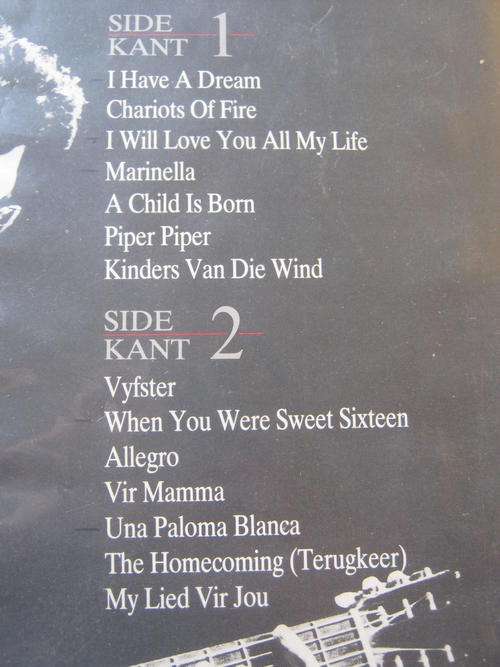 SIDE
KANT 1
I Have A Dream
Chariots Of Fire
I Will Love You All My Life
Marinella
A Child Is Born
Piper Piper
Kinders Van Die Wind
SIDE
KANT 2
Vyfster
When You Were Sweet Sixteen
Allegro
Vir Mamma
Una Paloma Blanca
The Homecoming (Terugkeer)
My Lied Vir Jou